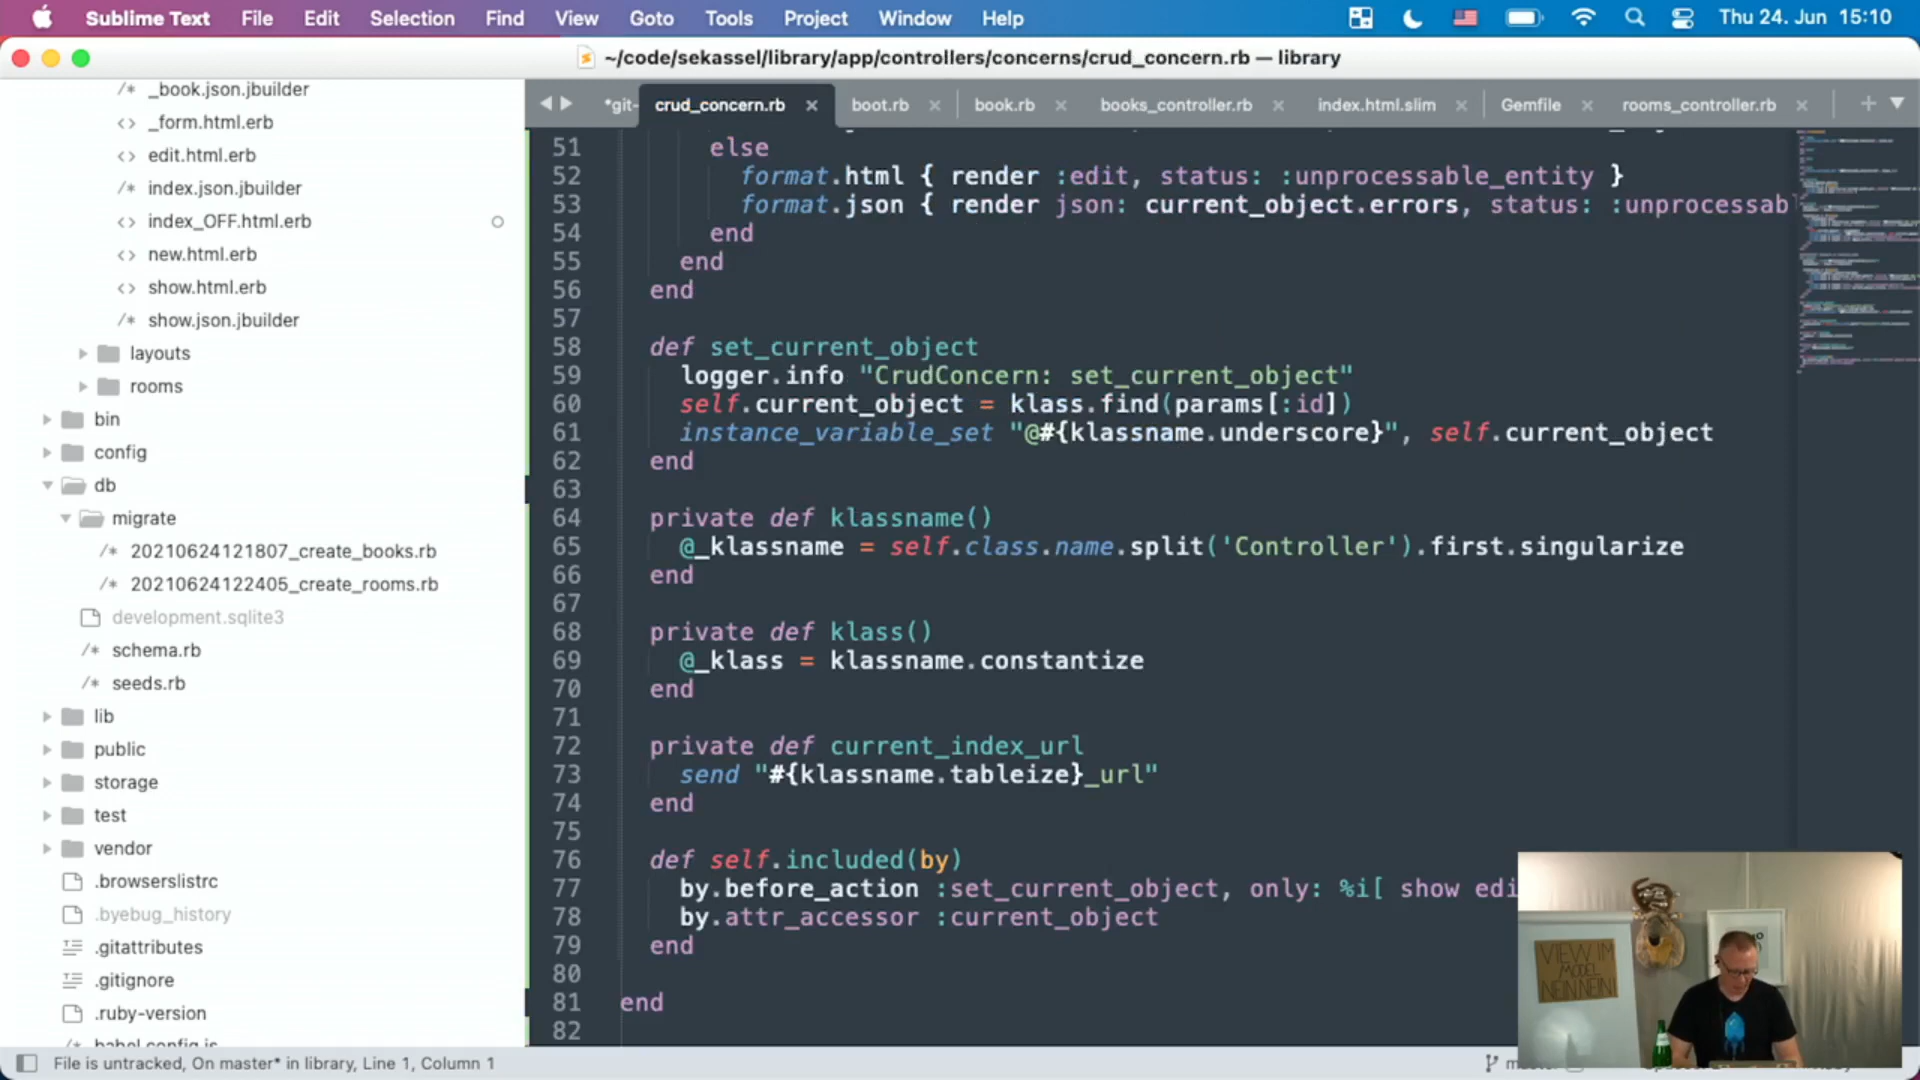 Sublime Text File Edit Selection Find View Goto Tools Project Window Help Thu 24. Jun 15:10
~/code/sekassel/library/app/controllers/concerns/crud_concern.rb — library
*git- crud_concern.rb × boot.rb × book.rb × books_controller.rb × index.html.slim × Gemfile × rooms_controller.rb × +
/* _book.json.jbuilder
<> _form.html.erb
<> edit.html.erb
/* index.json.jbuilder
<> index_OFF.html.erb
<> new.html.erb
<> show.html.erb
/* show.json.jbuilder
layouts
rooms
bin
config
db
migrate
/* 20210624121807_create_books.rb
/* 20210624122405_create_rooms.rb
development.sqlite3
/* schema.rb
/* seeds.rb
lib
public
storage
test
vendor
.browserslistrc
.byebug_history
.gitattributes
.gitignore
.ruby-version
/* babel.config.js
51 else
52 format.html { render :edit, status: :unprocessable_entity }
53 format.json { render json: current_object.errors, status: :unprocessab
54 end
55 end
56 end
57
58 def set_current_object
59 logger.info "CrudConcern: set_current_object"
60 self.current_object = klass.find(params[:id])
61 instance_variable_set "@#{klassname.underscore}", self.current_object
62 end
63
64 private def klassname()
65 @_klassname = self.class.name.split('Controller').first.singularize
66 end
67
68 private def klass()
69 @_klass = klassname.constantize
70 end
71
72 private def current_index_url
73 send "#{klassname.tableize}_url"
74 end
75
76 def self.included(by)
77 by.before_action :set_current_object, only: %i[ show edi
78 by.attr_accessor :current_object
79 end
80
81 end
82
VIEW IM
MODEL
NEIN NEIN!
File is untracked, On master* in library, Line 1, Column 1